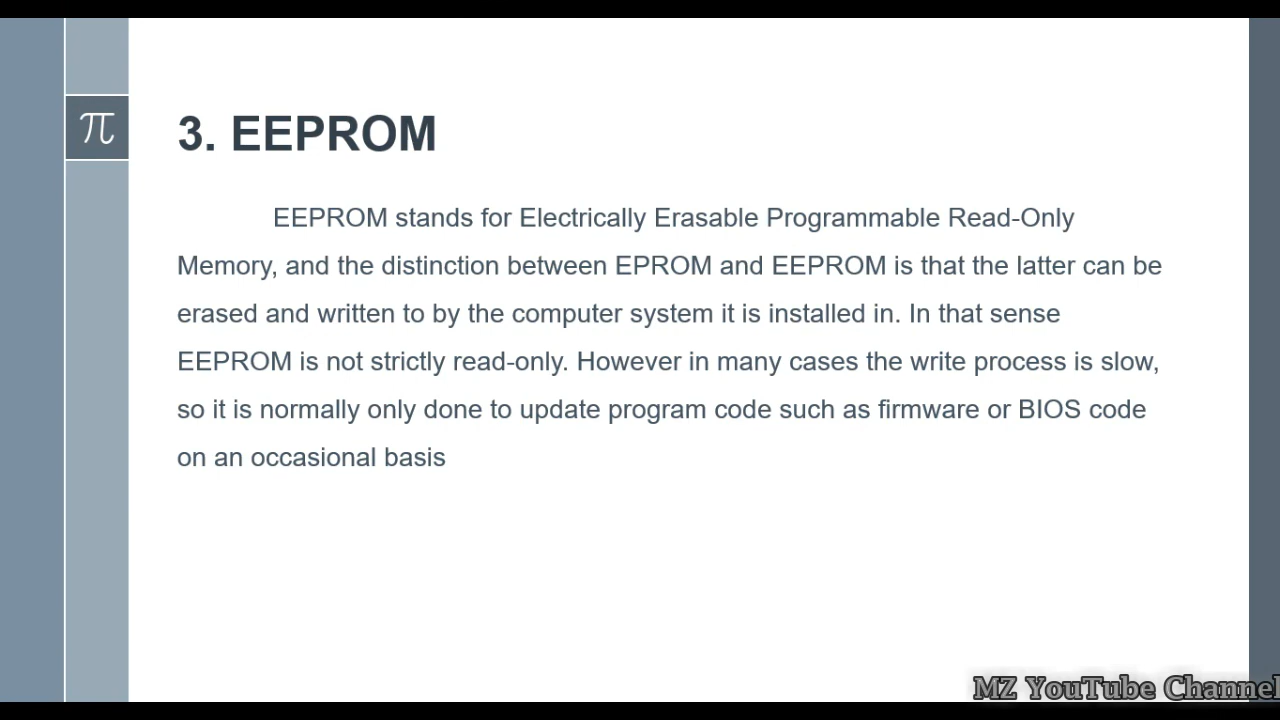 π
3. EEPROM
EEPROM stands for Electrically Erasable Programmable Read-Only
Memory, and the distinction between EPROM and EEPROM is that the latter can be
erased and written to by the computer system it is installed in. In that sense
EEPROM is not strictly read-only. However in many cases the write process is slow,
so it is normally only done to update program code such as firmware or BIOS code
on an occasional basis
MZ YouTube Channel